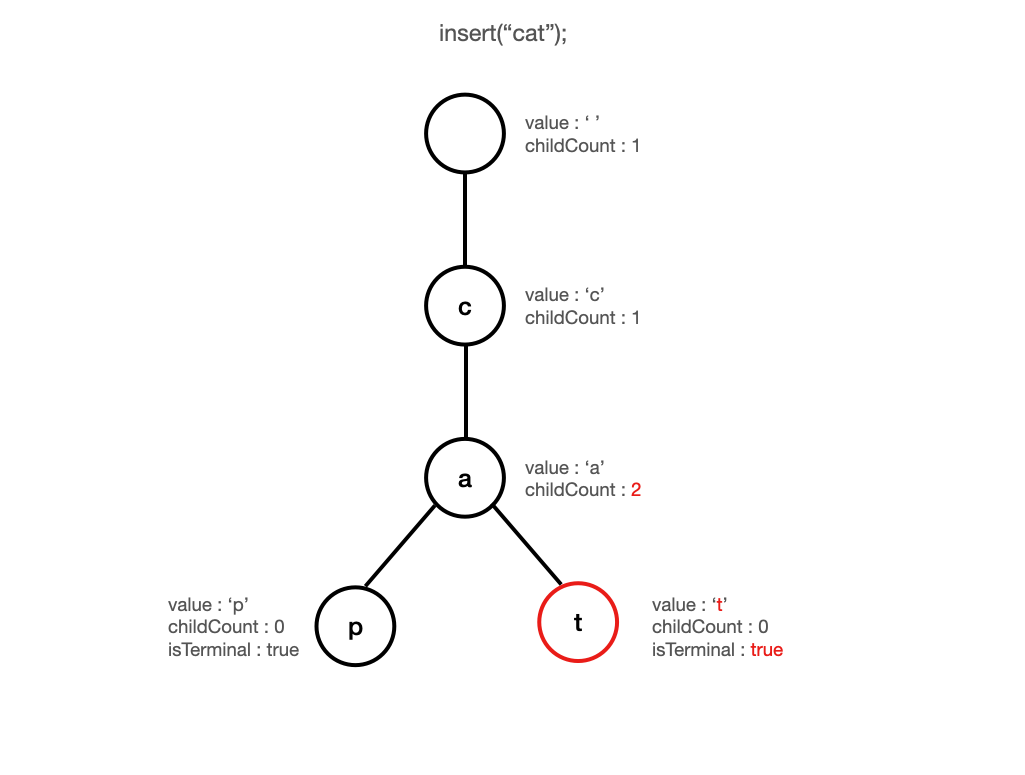 insert(“cat”);
value : ‘ ’
childCount : 1
c
value : ‘c’
childCount : 1
a
value : ‘a’
childCount : 2
value : ‘p’
childCount : 0
isTerminal : true
p
t
value : ‘t’
childCount : 0
isTerminal : true